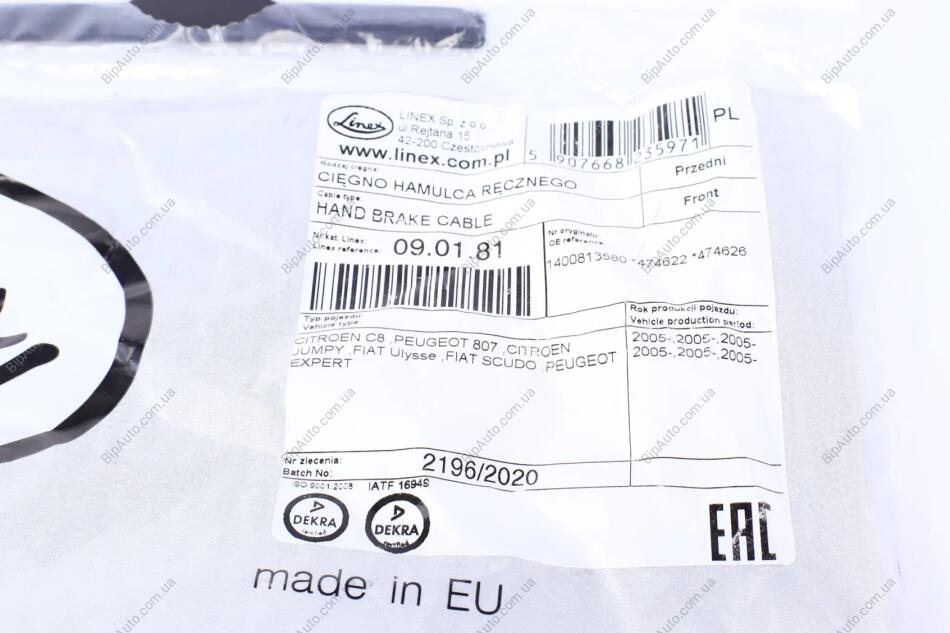 Linex
LINEX Sp. z o.o.
ul.Rejtana 15
42-200 Czestochowa
www.linex.com.pl
5 907668 235971
PL
Rodzaj cięgna:
CIĘGNO HAMULCA RĘCZNEGO
Przedni
Cable type:
HAND BRAKE CABLE
Front
Nr.kat. Linex:
Linex reference:
09.01.81
Nr oryginału:
OE reference:
1400813580 *474622 *474626
Typ pojazdu:
Vehicle type:
Rok produkcji pojazdu:
Vehicle production period:
CITROEN C8 ,PEUGEOT 807 ,CITROEN
JUMPY ,FIAT Ulysse ,FIAT SCUDO ,PEUGEOT
EXPERT
2005-,2005-,2005-
2005-,2005-,2005-
Nr zlecenia:
Batch No:
2196/2020
ISO 9001:2008
IATF 16949
DEKRA
certified
DEKRA
certified
EAC
made in EU
BipAuto.com.ua